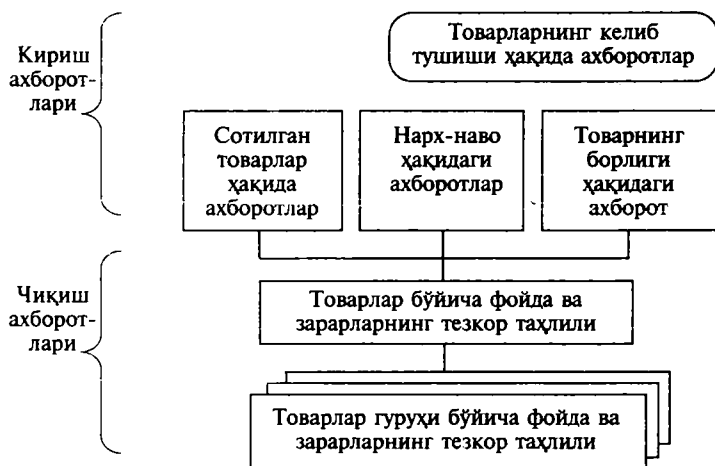 Кириш
ахборот-
лари
Товарларнинг келиб
тушиши ҳақида ахборотлар
Сотилган
товарлар
ҳақида
ахборотлар
Нарх-наво
ҳақидаги
ахборотлар
Товарнинг
борлиги
ҳақидаги
ахборот
Чиқиш
ахборот-
лари
Товарлар бўйича фойда ва
зарарларнинг тезкор таҳлили
Товарлар гуруҳи бўйича фойда ва
зарарларнинг тезкор таҳлили